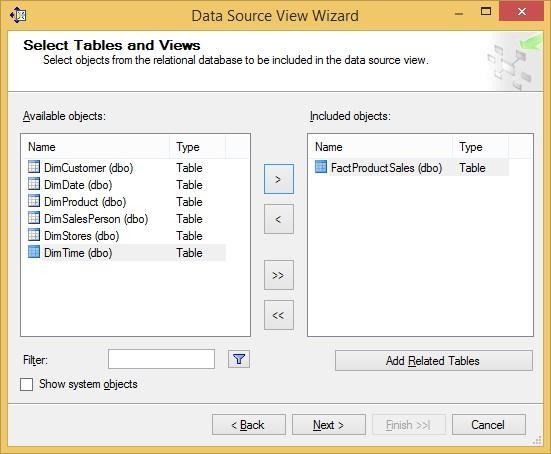 Data Source View Wizard
Select Tables and Views
Select objects from the relational database to be included in the data source view.
Available objects:
Included objects:
Name Type
Name Type
DimCustomer (dbo) Table
FactProductSales (dbo) Table
DimDate (dbo) Table
DimProduct (dbo) Table
DimSalesPerson (dbo) Table
DimStores (dbo) Table
DimTime (dbo) Table
>
<
>>
<<
Filter:
Add Related Tables
Show system objects
< Back Next > Finish >>| Cancel